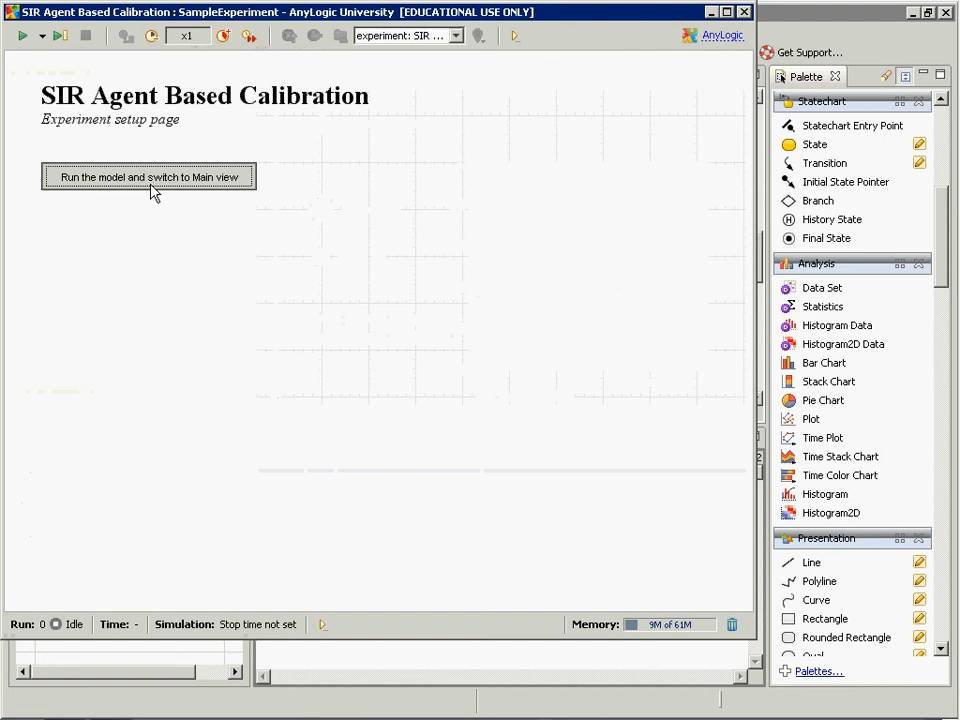 SIR Agent Based Calibration : SampleExperiment - AnyLogic University [EDUCATIONAL USE ONLY]
x1
experiment: SIR ...
AnyLogic
Get Support...
SIR Agent Based Calibration
Experiment setup page
Run the model and switch to Main view
Palette
Statechart
Statechart Entry Point
State
Transition
Initial State Pointer
Branch
History State
Final State
Analysis
Data Set
Statistics
Histogram Data
Histogram2D Data
Bar Chart
Stack Chart
Pie Chart
Plot
Time Plot
Time Stack Chart
Time Color Chart
Histogram
Histogram2D
Presentation
Line
Polyline
Curve
Rectangle
Rounded Rectangle
Oval
Palettes...
Run: 0 Idle Time: - Simulation: Stop time not set Memory: 9M of 61M